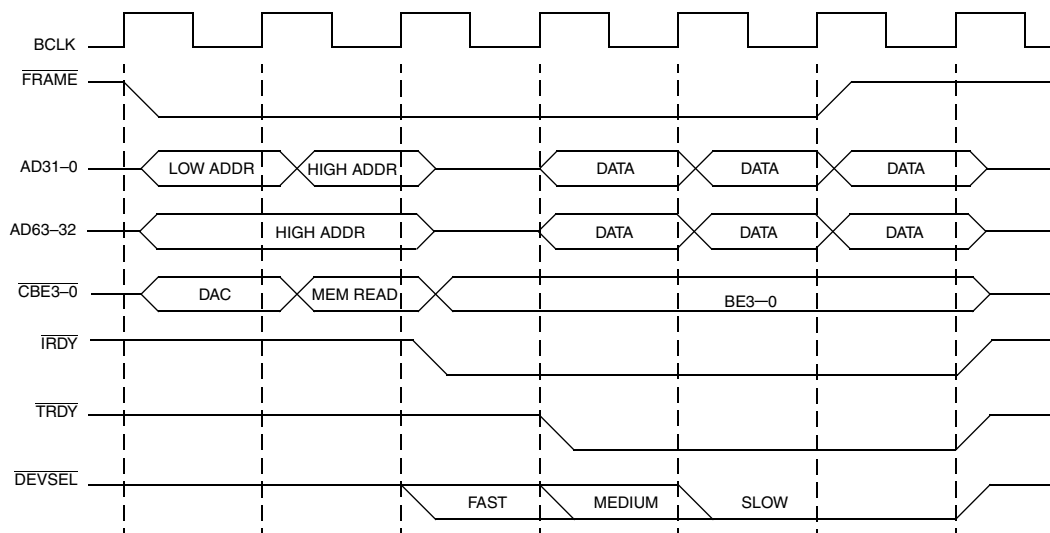 BCLK
FRAME
AD31–0 LOW ADDR HIGH ADDR DATA DATA DATA
AD63–32 HIGH ADDR DATA DATA DATA
CBE3–0 DAC MEM READ BE3–0
IRDY
TRDY
DEVSEL FAST MEDIUM SLOW